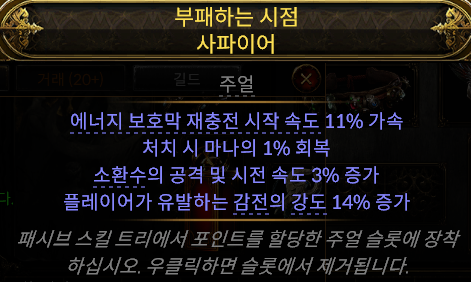 부패하는 시점
사파이어
거래 (20+)
길드
주얼
에너지 보호막 재충전 시작 속도 11% 가속
처치 시 마나의 1% 회복
소환수의 공격 및 시전 속도 3% 증가
플레이어가 유발하는 감전의 강도 14% 증가
패시브 스킬 트리에서 포인트를 할당한 주얼 슬롯에 장착
하십시오. 우클릭하면 슬롯에서 제거됩니다.